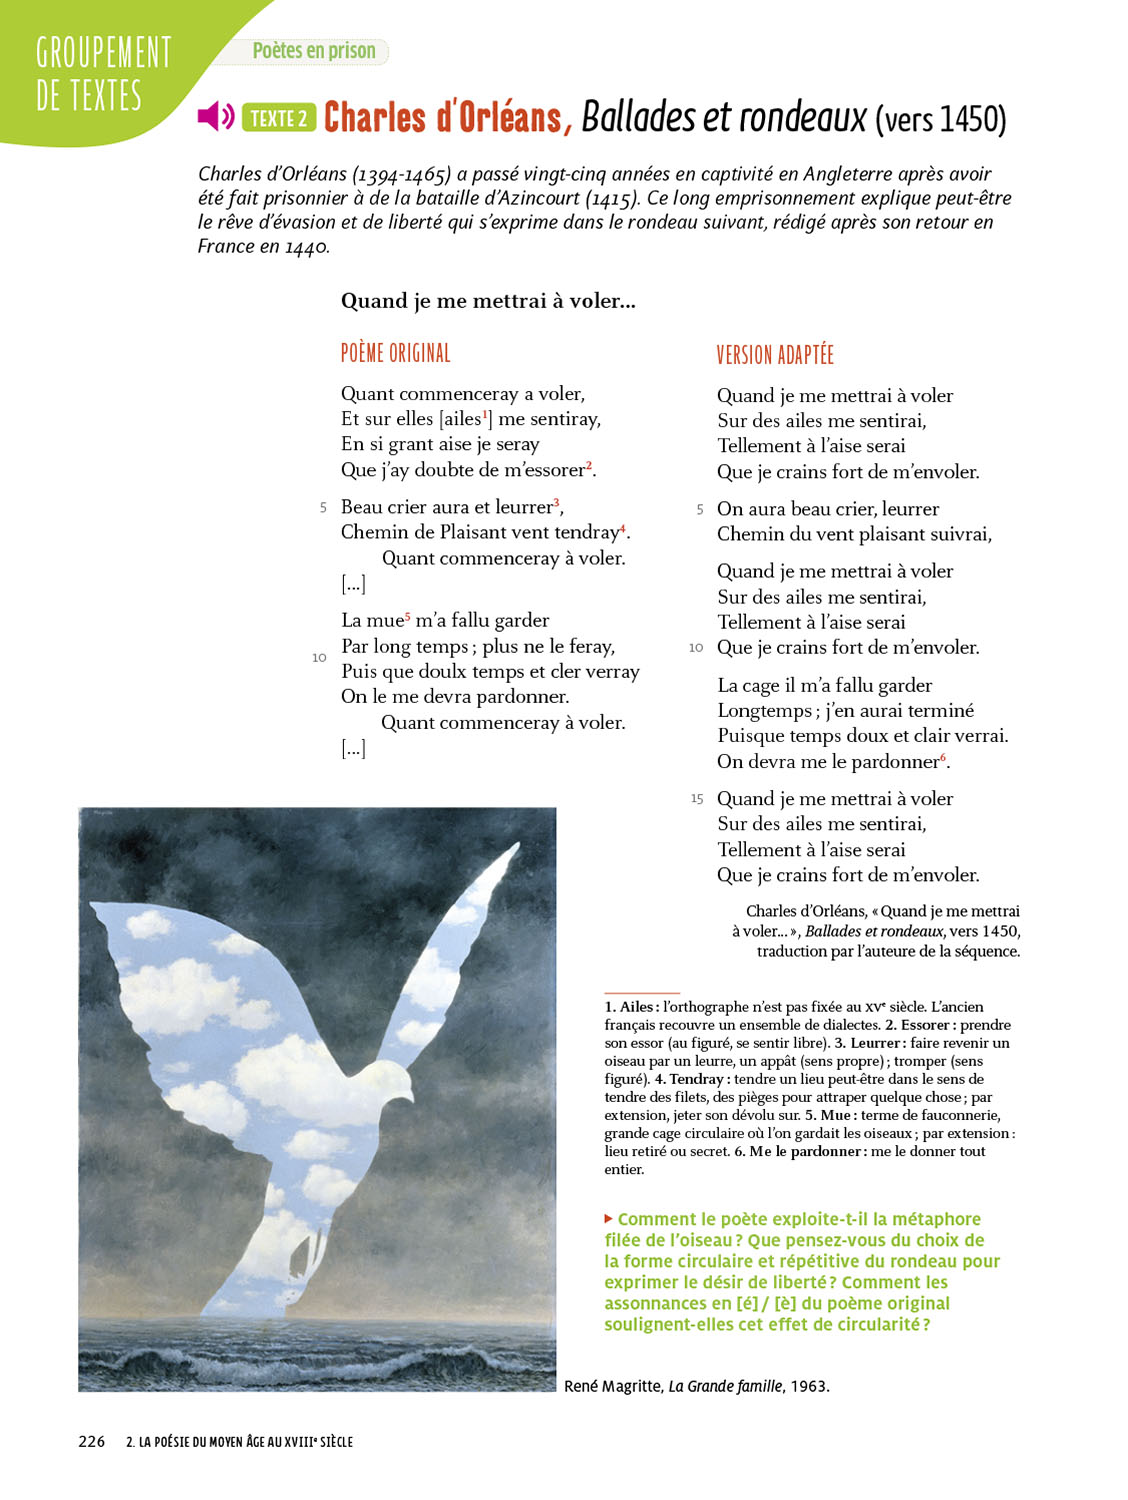 GROUPEMENT
DE TEXTES
Poètes en prison
TEXTE 2 Charles d'Orléans, Ballades et rondeaux (vers 1450)
Charles d'Orléans (1394-1465) a passé vingt-cinq années en captivité en Angleterre après avoir
été fait prisonnier à de la bataille d'Azincourt (1415). Ce long emprisonnement explique peut-être
le rêve d'évasion et de liberté qui s'exprime dans le rondeau suivant, rédigé après son retour en
France en 1440.
Quand je me mettrai à voler...
POÈME ORIGINAL
Quant commenceray a voler,
Et sur elles [ailes1] me sentiray,
En si grant aise je seray
Que j'ay doubte de m'essorer2.
5 Beau crier aura et leurrer3,
Chemin de Plaisant vent tendray4.
Quant commenceray à voler.
[...]
La mue5 m'a fallu garder
10 Par long temps ; plus ne le feray,
Puis que doulx temps et cler verray
On le me devra pardonner.
Quant commenceray à voler.
[...]
VERSION ADAPTÉE
Quand je me mettrai à voler
Sur des ailes me sentirai,
Tellement à l'aise serai
Que je crains fort de m'envoler.
5 On aura beau crier, leurrer
Chemin du vent plaisant suivrai,
Quand je me mettrai à voler
Sur des ailes me sentirai,
Tellement à l'aise serai
10 Que je crains fort de m'envoler.
La cage il m'a fallu garder
Longtemps ; j'en aurai terminé
Puisque temps doux et clair verrai.
On devra me le pardonner6.
15 Quand je me mettrai à voler
Sur des ailes me sentirai,
Tellement à l'aise serai
Que je crains fort de m'envoler.
Charles d'Orléans, « Quand je me mettrai
à voler... », Ballades et rondeaux, vers 1450,
traduction par l'auteure de la séquence.
1. Ailes : l'orthographe n'est pas fixée au XVe siècle. L'ancien
français recouvre un ensemble de dialectes. 2. Essorer : prendre
son essor (au figuré, se sentir libre). 3. Leurrer : faire revenir un
oiseau par un leurre, un appât (sens propre) ; tromper (sens
figuré). 4. Tendray : tendre un lieu peut-être dans le sens de
tendre des filets, des pièges pour attraper quelque chose ; par
extension, jeter son dévolu sur. 5. Mue : terme de fauconnerie,
grande cage circulaire où l'on gardait les oiseaux ; par extension :
lieu retiré ou secret. 6. Me le pardonner : me le donner tout
entier.
Comment le poète exploite-t-il la métaphore
filée de l'oiseau ? Que pensez-vous du choix de
la forme circulaire et répétitive du rondeau pour
exprimer le désir de liberté ? Comment les
assonnances en [é] / [è] du poème original
soulignent-elles cet effet de circularité ?
Magritte
René Magritte, La Grande famille, 1963.
226 2. LA POÉSIE DU MOYEN ÂGE AU XVIIIe SIÈCLE